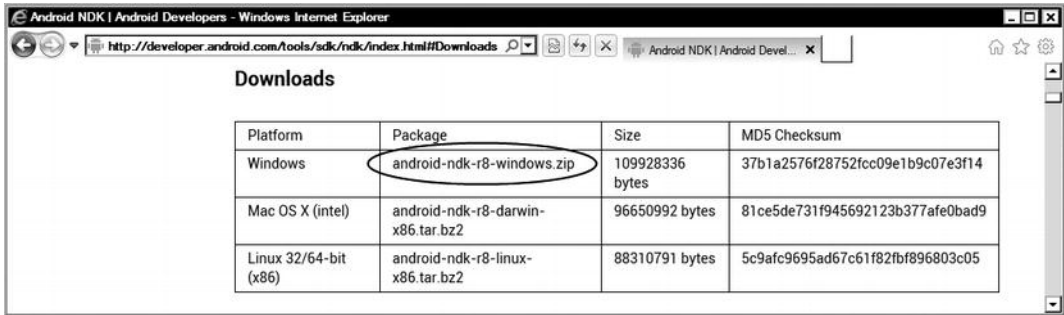 Android NDK | Android Developers - Windows Internet Explorer
http://developer.android.com/tools/sdk/ndk/index.html#Downloads
Android NDK | Android Devel...
Downloads
Platform Package Size MD5 Checksum
Windows android-ndk-r8-windows.zip 109928336 bytes 37b1a2576f28752fcc09e1b9c07e3f14
Mac OS X (intel) android-ndk-r8-darwin-x86.tar.bz2 96650992 bytes 81ce5de731f945692123b377afe0bad9
Linux 32/64-bit (x86) android-ndk-r8-linux-x86.tar.bz2 88310791 bytes 5c9afc9695ad67c61f82fbf896803c05